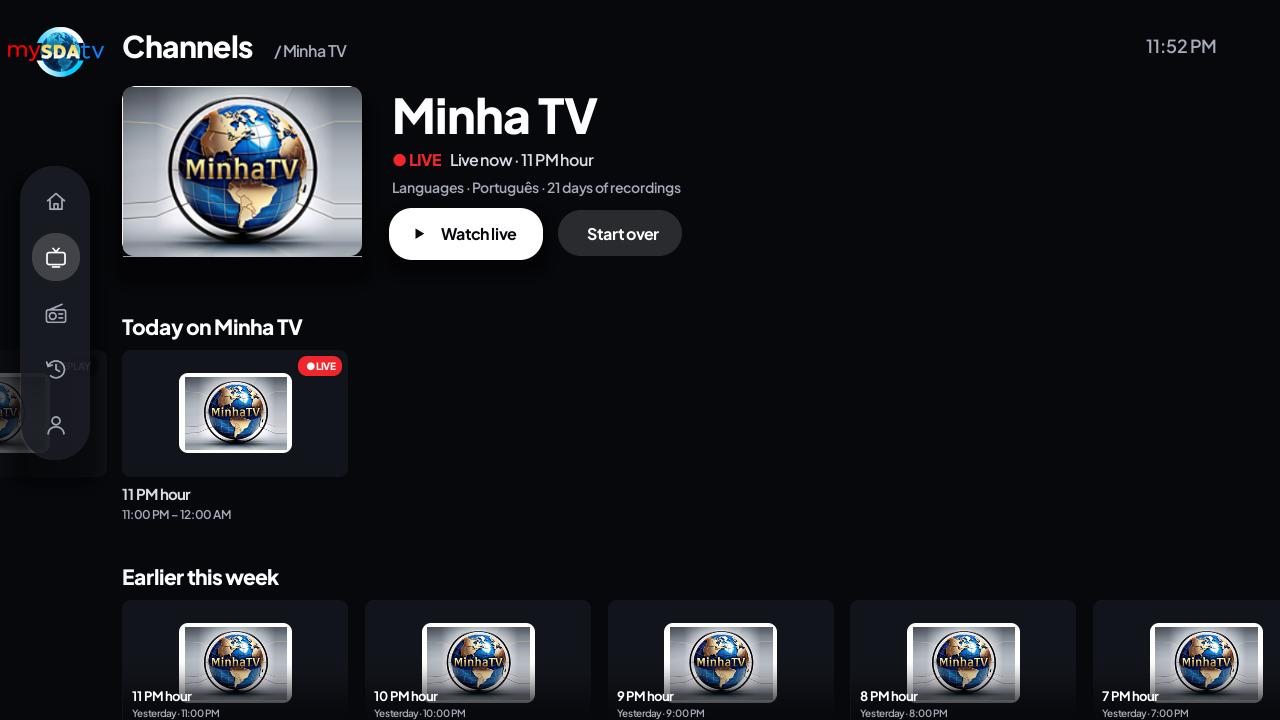 mySDAtv
Channels / Minha TV
11:52 PM
MinhaTV
Minha TV
LIVE Live now · 11 PM hour
Languages · Português · 21 days of recordings
Watch live
Start over
Today on Minha TV
PLAY
LIVE
MinhaTV
11 PM hour
11:00 PM – 12:00 AM
Earlier this week
MinhaTV
MinhaTV
MinhaTV
MinhaTV
MinhaTV
11 PM hour
10 PM hour
9 PM hour
8 PM hour
7 PM hour
Yesterday · 11:00 PM
Yesterday · 10:00 PM
Yesterday · 9:00 PM
Yesterday · 8:00 PM
Yesterday · 7:00 PM